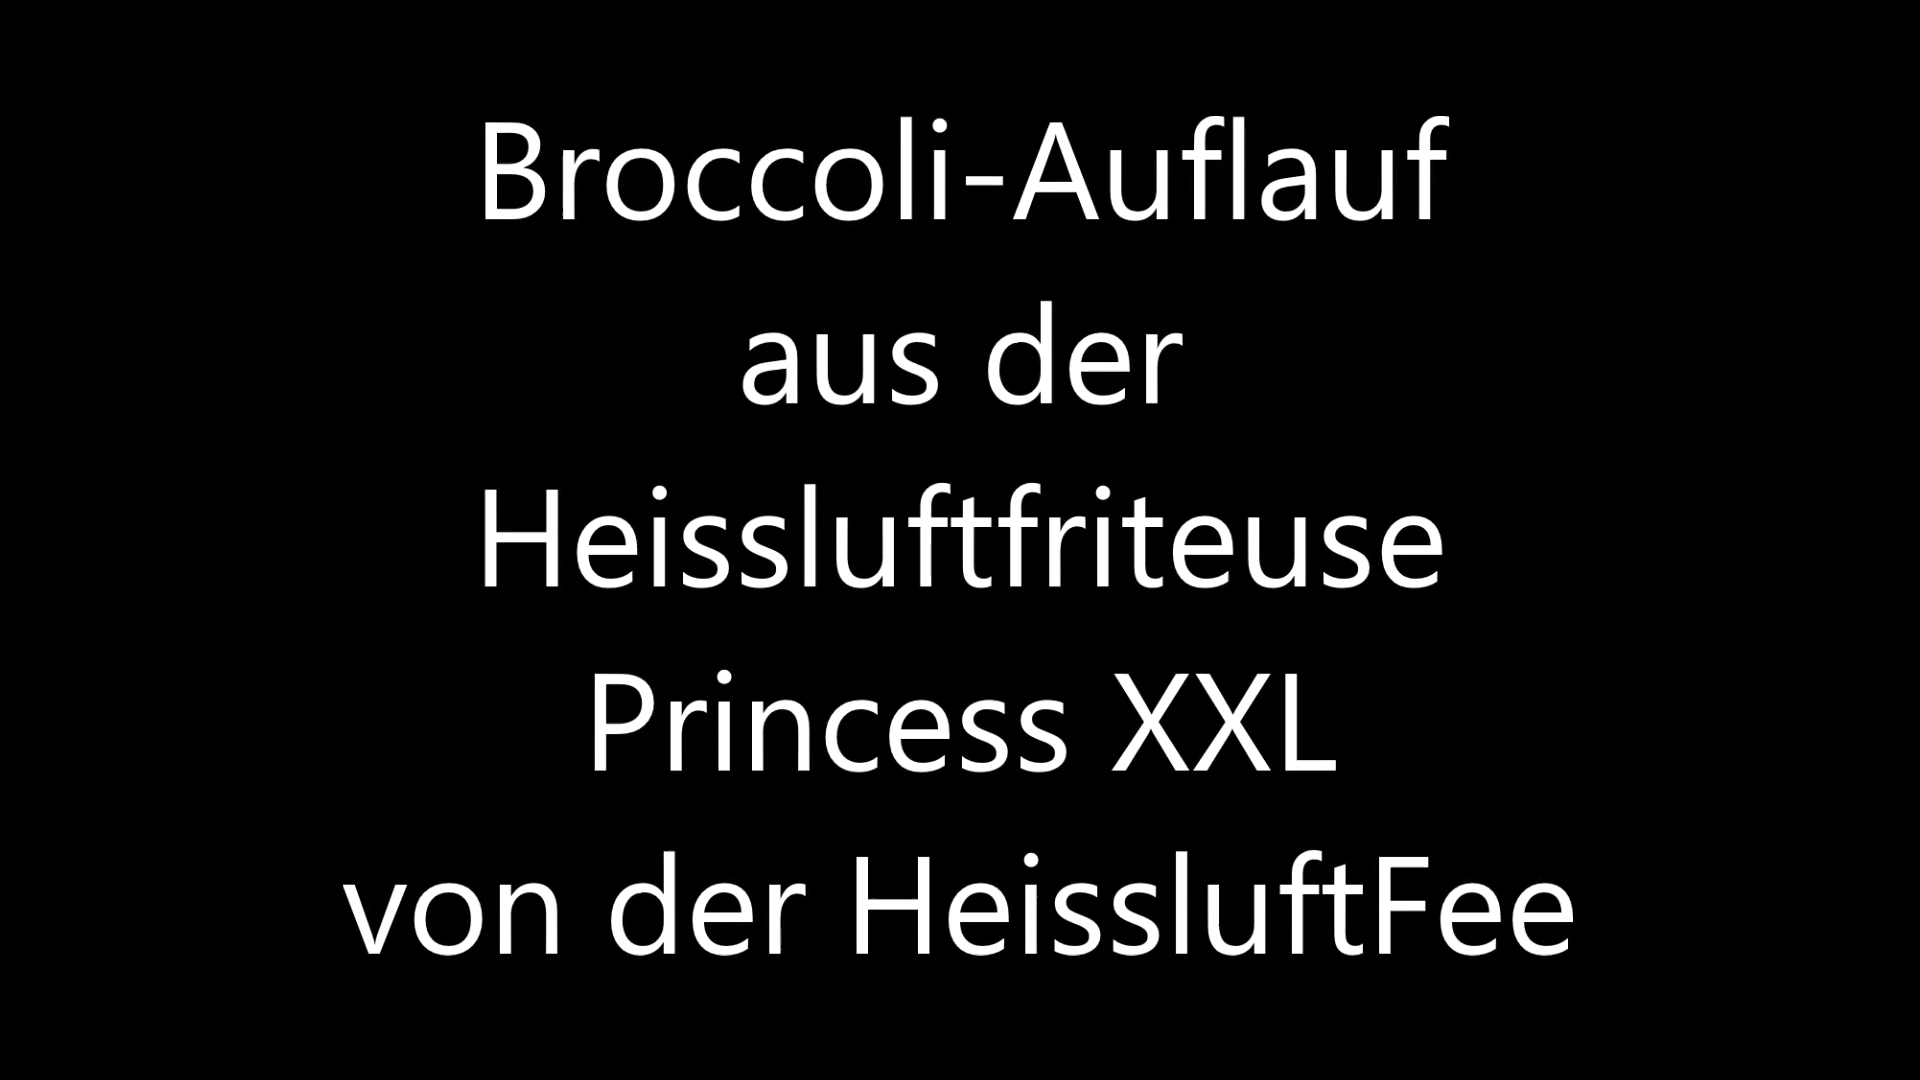 Broccoli-Auflauf
aus der
Heissluftfriteuse
Princess XXL
von der HeissluftFee